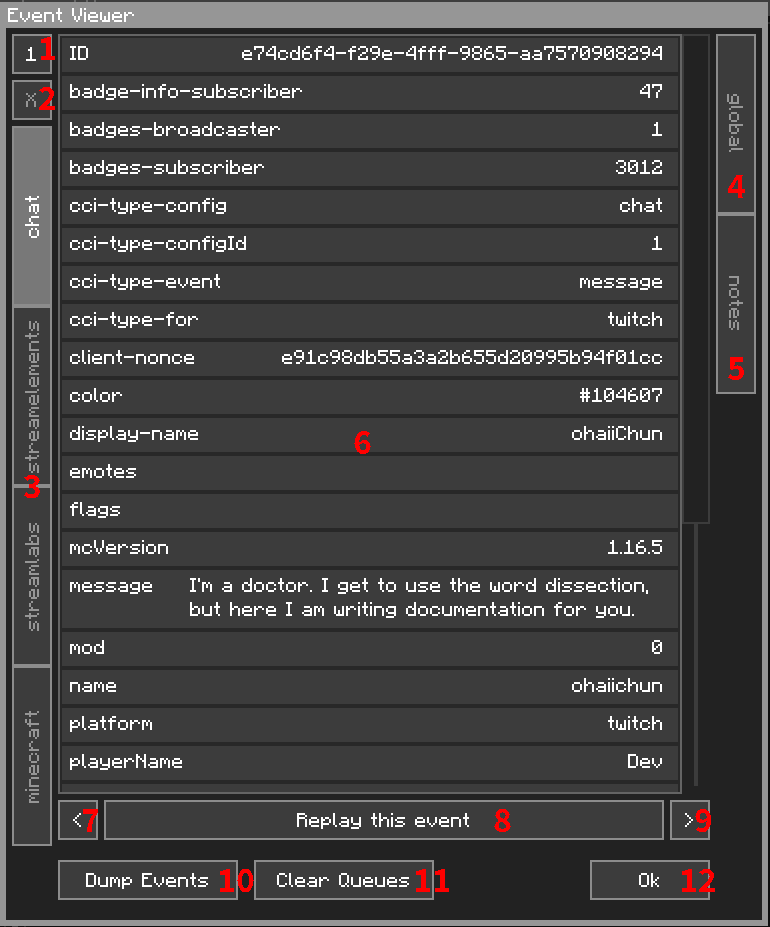 Event Viewer
1 1
X 2
chat
streamelements
3
streamlabs
minecraft
ID e74cd6f4-f29e-4fff-9865-aa7570908294
badge-info-subscriber 47
badges-broadcaster 1
badges-subscriber 3012
cci-type-config chat
cci-type-configId 1
cci-type-event message
cci-type-for twitch
client-nonce e91c98db55a3a2b655d20995b94f01cc
color #104607
display-name 6 ohaiiChun
emotes
flags
mcVersion 1.16.5
message I'm a doctor. I get to use the word dissection,
but here I am writing documentation for you.
mod 0
name ohaiichun
platform twitch
playerName Dev
global
4
notes
5
< 7 Replay this event 8 > 9
Dump Events 10 Clear Queues 11 Ok 12